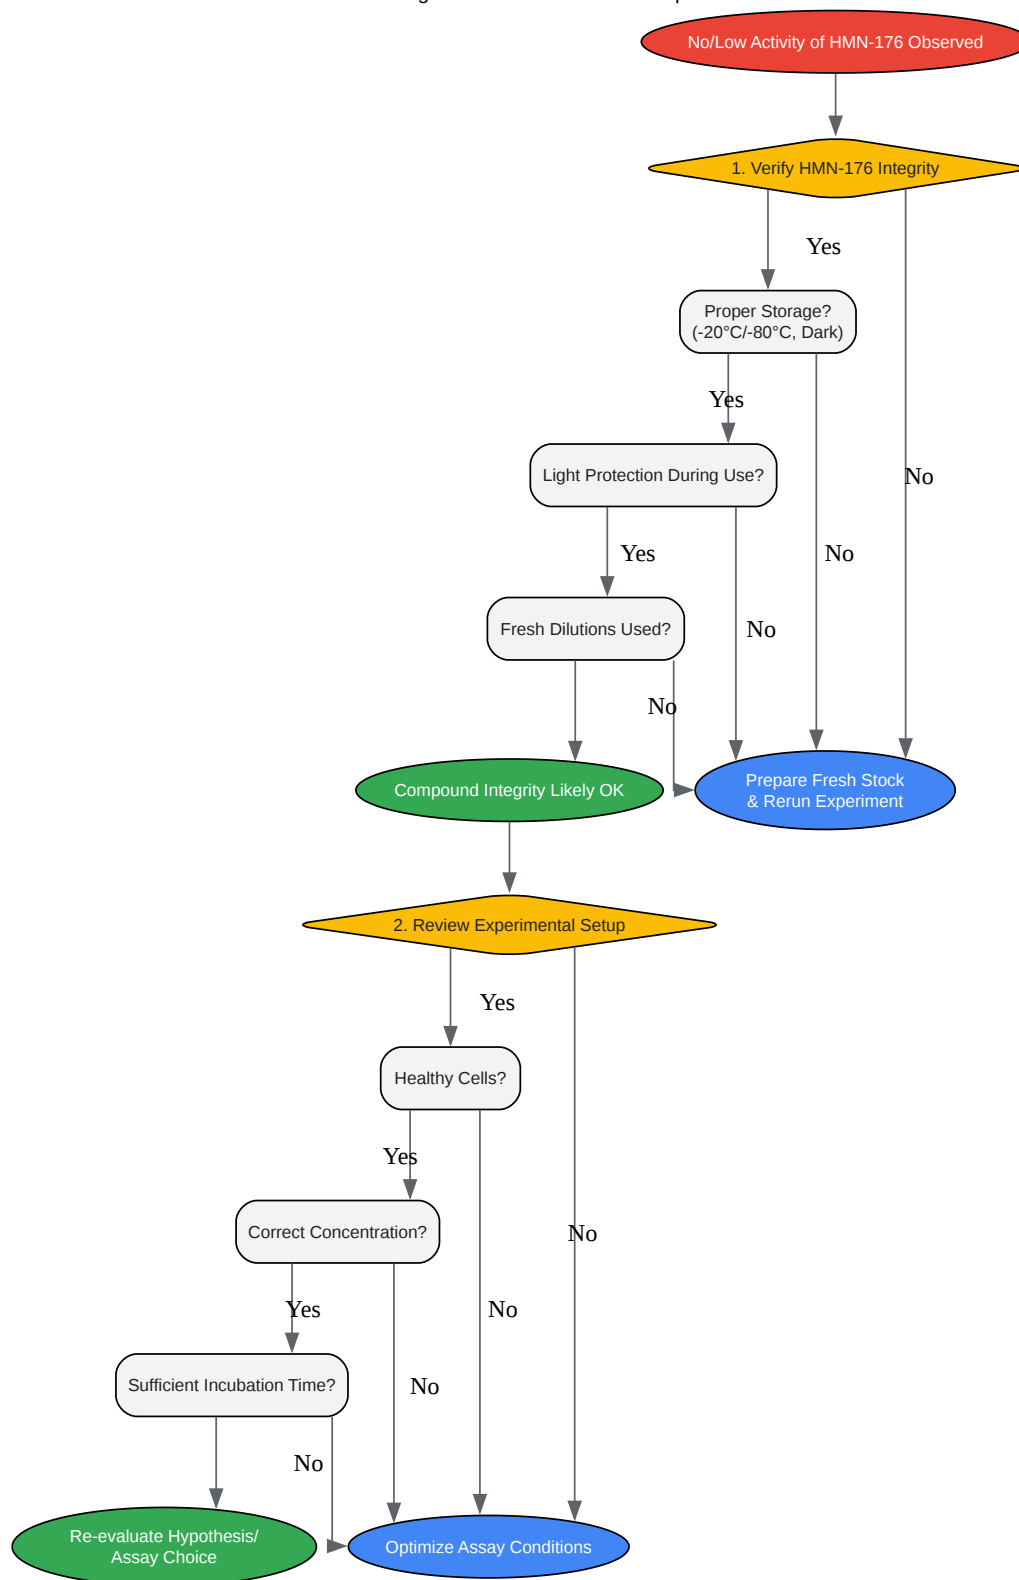 No/Low Activity of HMN-176 Observed
1. Verify HMN-176 Integrity
Yes
Proper Storage?
(-20°C/-80°C, Dark)
Yes
Light Protection During Use?
No
Yes
No
Fresh Dilutions Used?
No
No
Compound Integrity Likely OK
Prepare Fresh Stock
& Rerun Experiment
2. Review Experimental Setup
Yes
Healthy Cells?
Yes
Correct Concentration?
No
Yes
No
Sufficient Incubation Time?
No
No
Re-evaluate Hypothesis/
Assay Choice
Optimize Assay Conditions